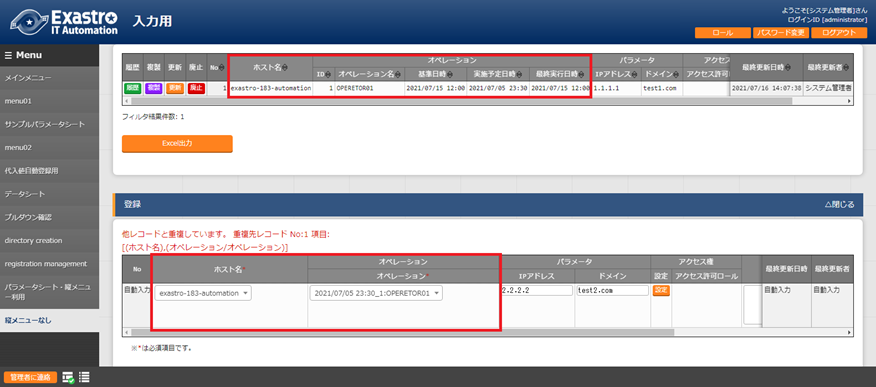 Exastro
IT Automation
入力用
ようこそ[システム管理者]さん
ログインID [administrator]
ロール パスワード変更 ログアウト
Menu
メインメニュー
menu01
サンプルパラメータシート
menu02
代入値自動登録用
データシート
プルダウン確認
directory creation
registration management
パラメータシート・縦メニュー利用
縦メニューなし
履歴 複製 更新 廃止 No ホスト名 オペレーション パラメータ アクセス 最終更新日時 最終更新者
ID オペレーション名 基準日時 実施予定日時 最終実行日時 IPアドレス ドメイン アクセス許可
履歴 複製 更新 廃止 1 exastro-183-automation 1 OPERETOR01 2021/07/15 12:00 2021/07/05 23:30 2021/07/15 12:00 1.1.1.1 test1.com 2021/07/16 14:07:38 システム管理者
フィルタ結果件数: 1
Excel出力
登録 △閉じる
他レコードと重複しています。 重複先レコード No:1 項目:
[(ホスト名),(オペレーション/オペレーション)]
No ホスト名* オペレーション パラメータ アクセス権 最終更新日時 最終更新者
オペレーション* IPアドレス ドメイン 設定 アクセス許可ロール
自動入力 exastro-183-automation 2021/07/05 23:30_1:OPERETOR01 2.2.2.2 test2.com 設定 自動入力 自動入力
※*は必須項目です。
管理者に連絡